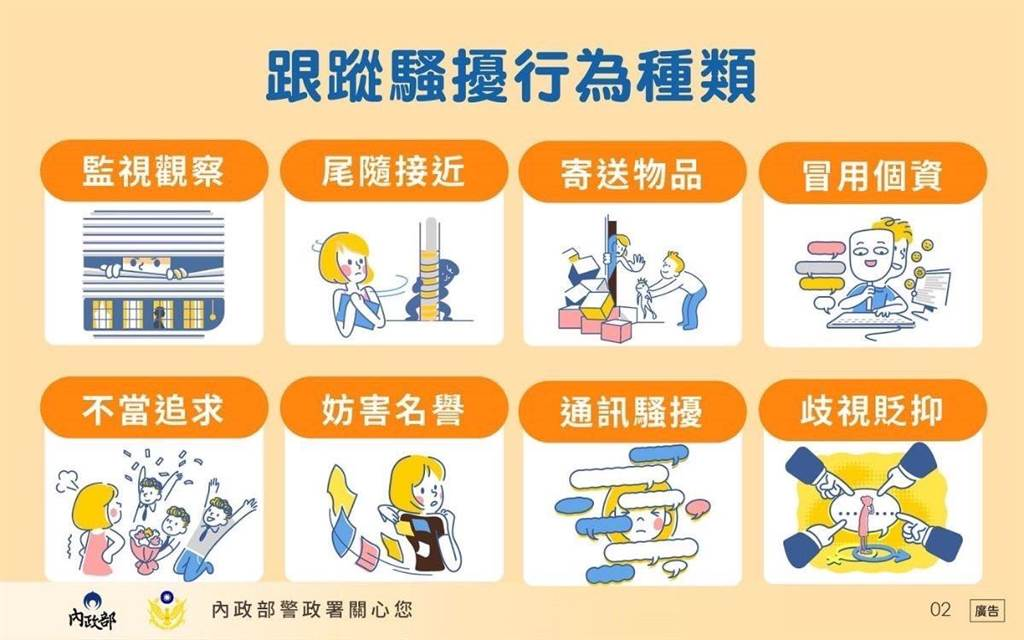 跟蹤騷擾行為種類
監視觀察
尾隨接近
寄送物品
冒用個資
不當追求
妨害名譽
通訊騷擾
歧視貶抑
內政部
內政部警政署關心您
02
廣告